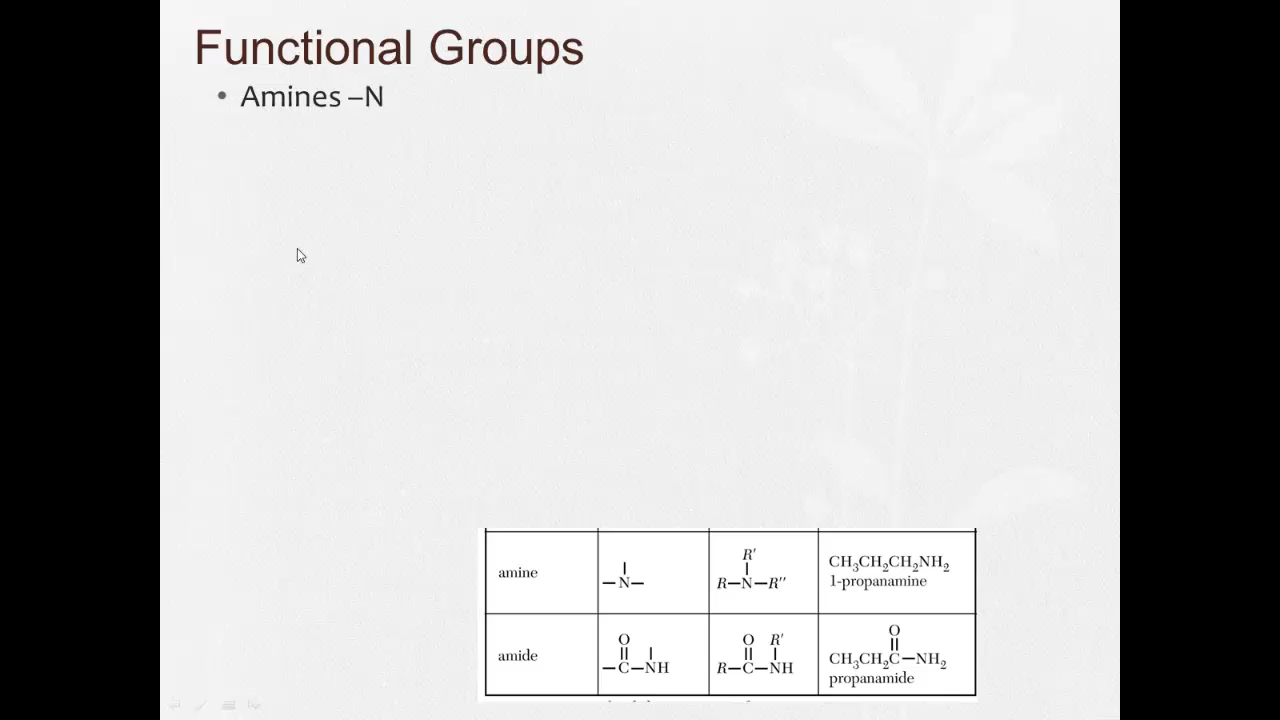 Functional Groups
• Amines –N
amine
–N–
R'
R–N–R''
CH₃CH₂CH₂NH₂
1-propanamine
amide
O
–C–NH
O R'
R–C–NH
O
CH₃CH₂C–NH₂
propanamide